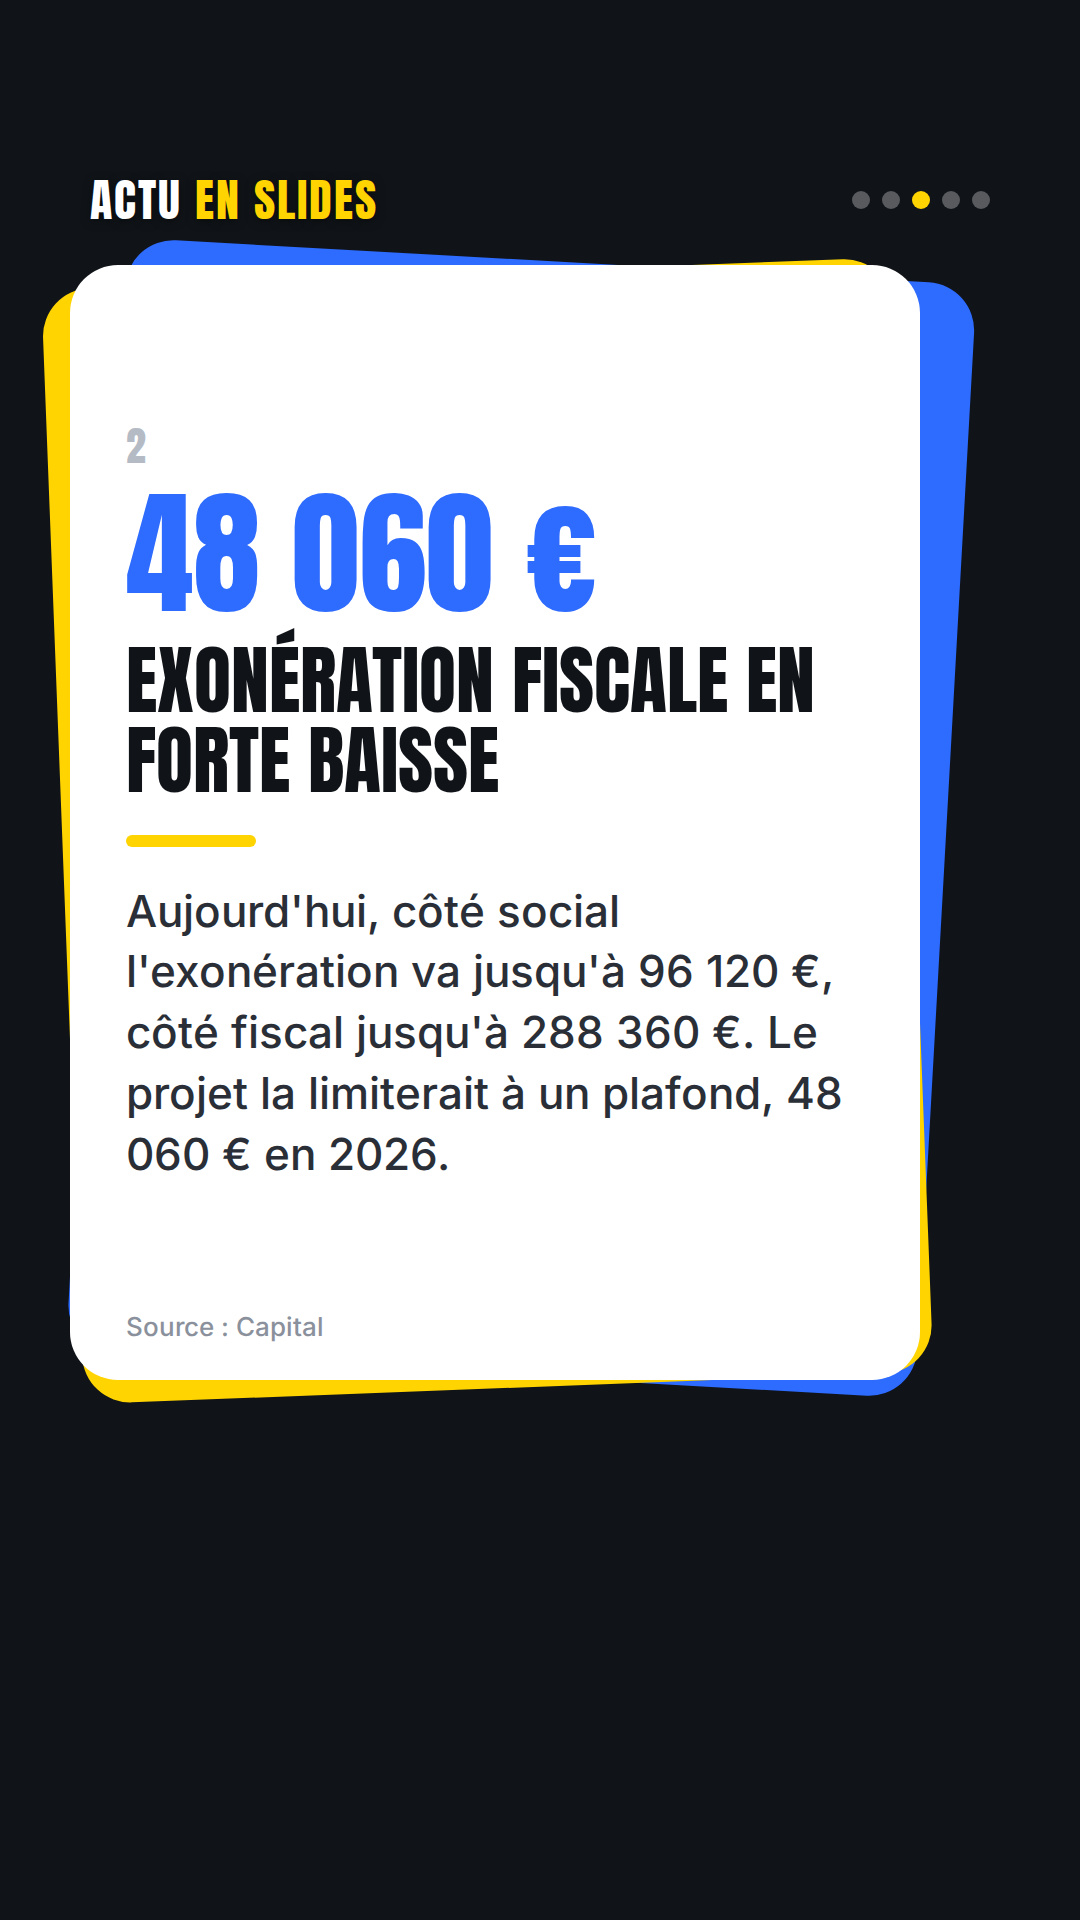 ACTU EN SLIDES
2
48 060 €
EXONÉRATION FISCALE EN
FORTE BAISSE
Aujourd'hui, côté social
l'exonération va jusqu'à 96 120 €,
côté fiscal jusqu'à 288 360 €. Le
projet la limiterait à un plafond, 48
060 € en 2026.
Source : Capital